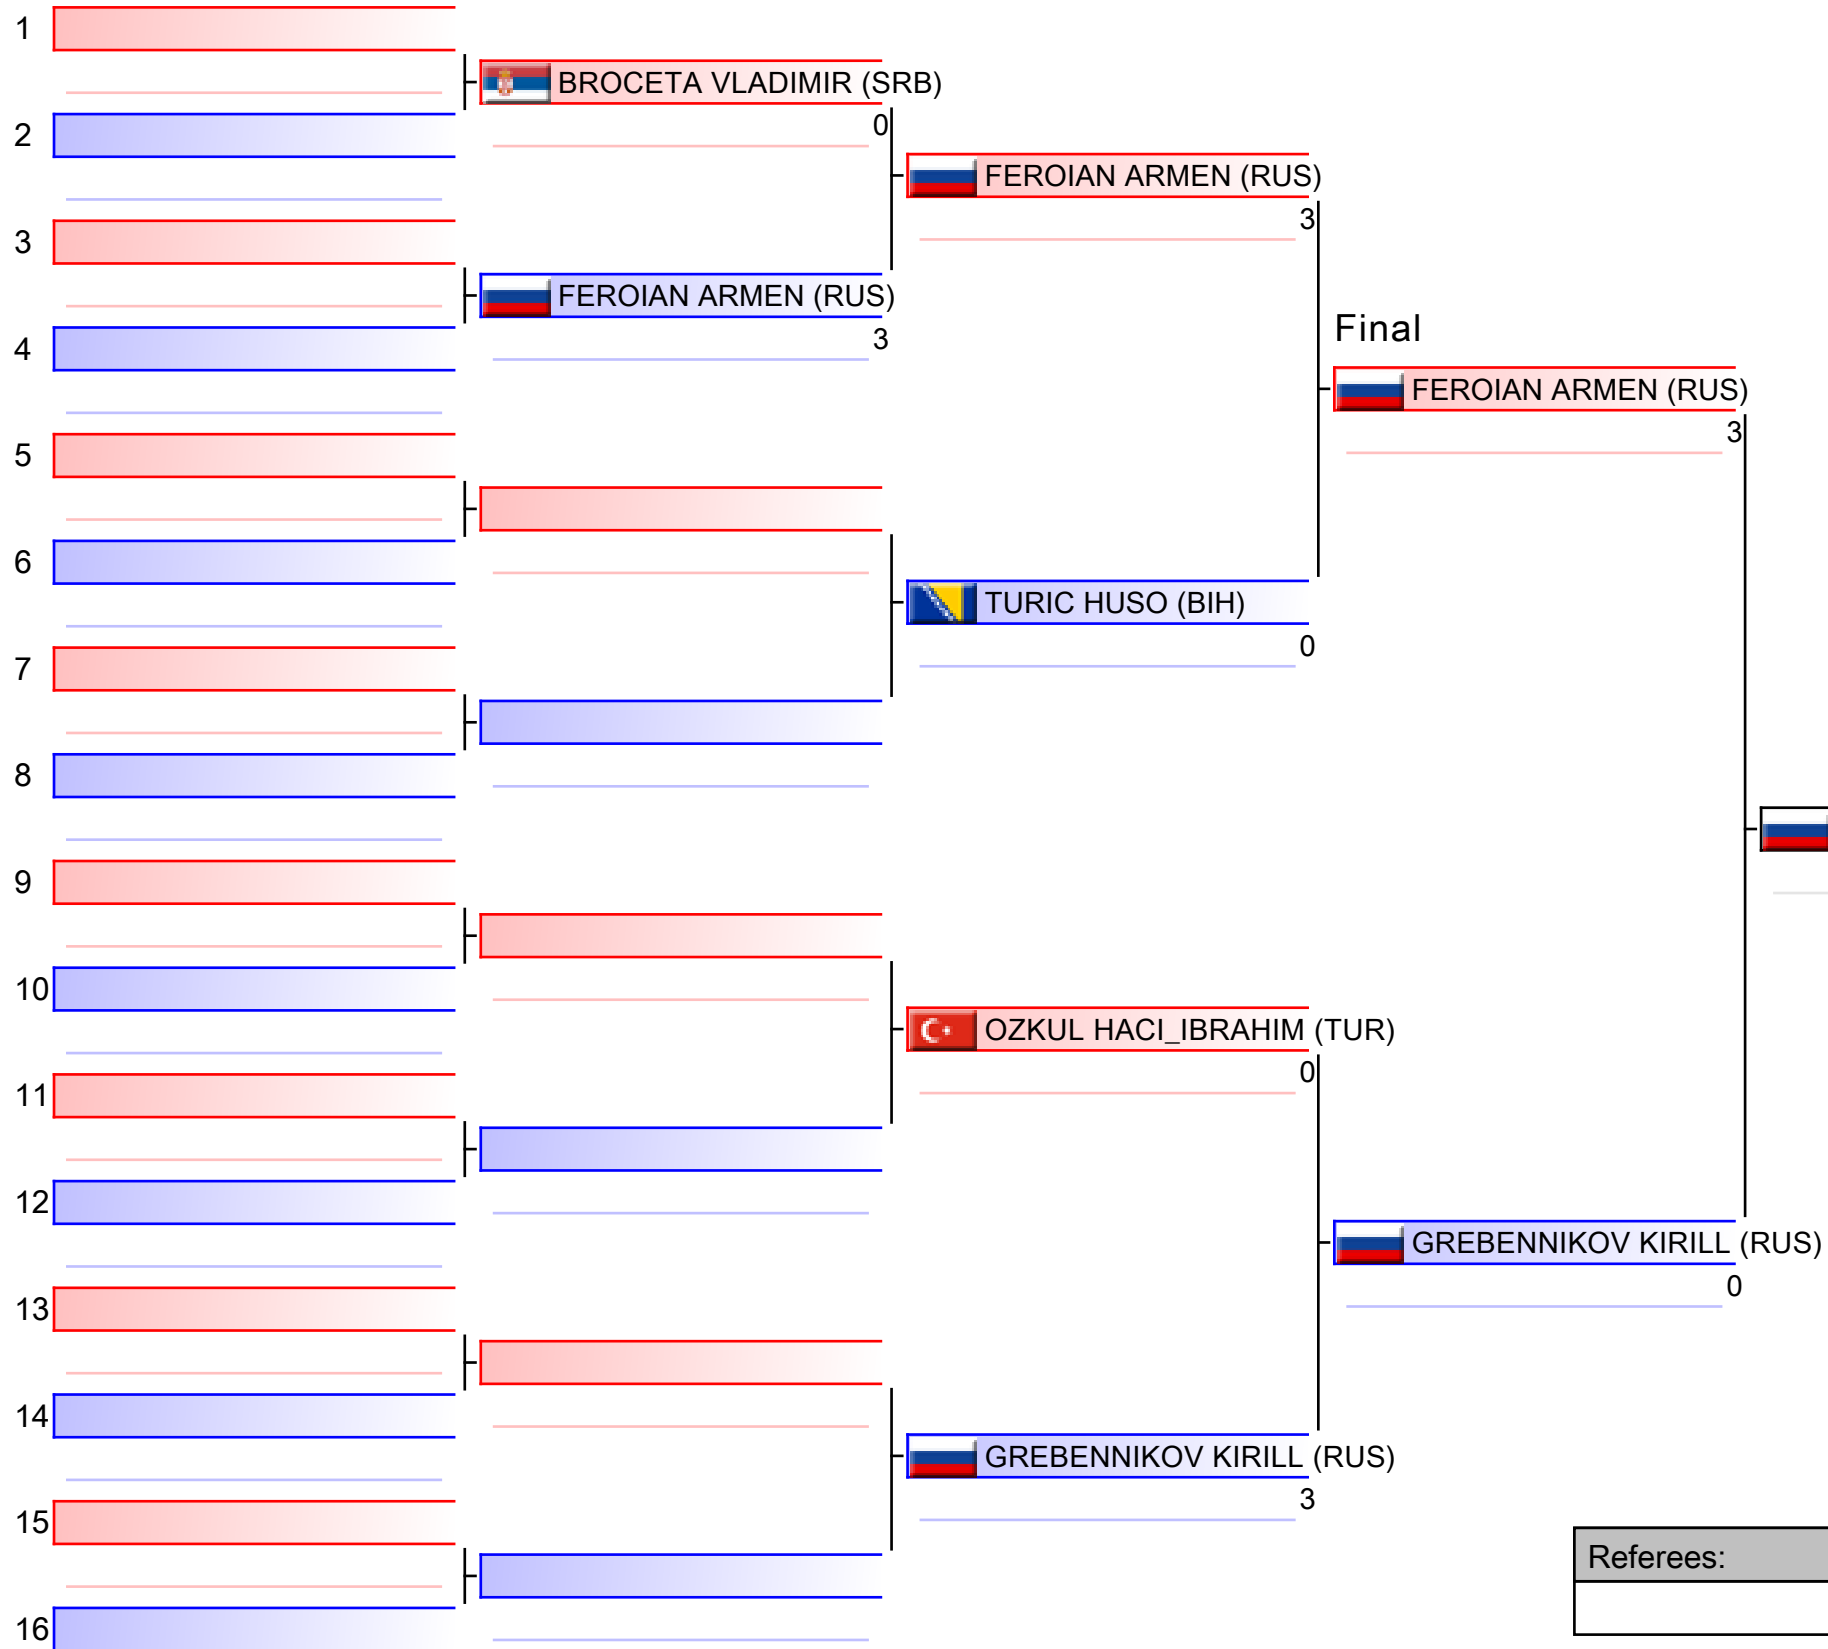 1
BROCETA VLADIMIR (SRB)
0
2
FEROIAN ARMEN (RUS)
3
3
FEROIAN ARMEN (RUS)
3
4
Final
FEROIAN ARMEN (RUS)
3
5
6
TURIC HUSO (BIH)
0
7
8
9
10
OZKUL HACI_IBRAHIM (TUR)
0
11
12
GREBENNIKOV KIRILL (RUS)
0
13
14
GREBENNIKOV KIRILL (RUS)
3
15
Referees:
16